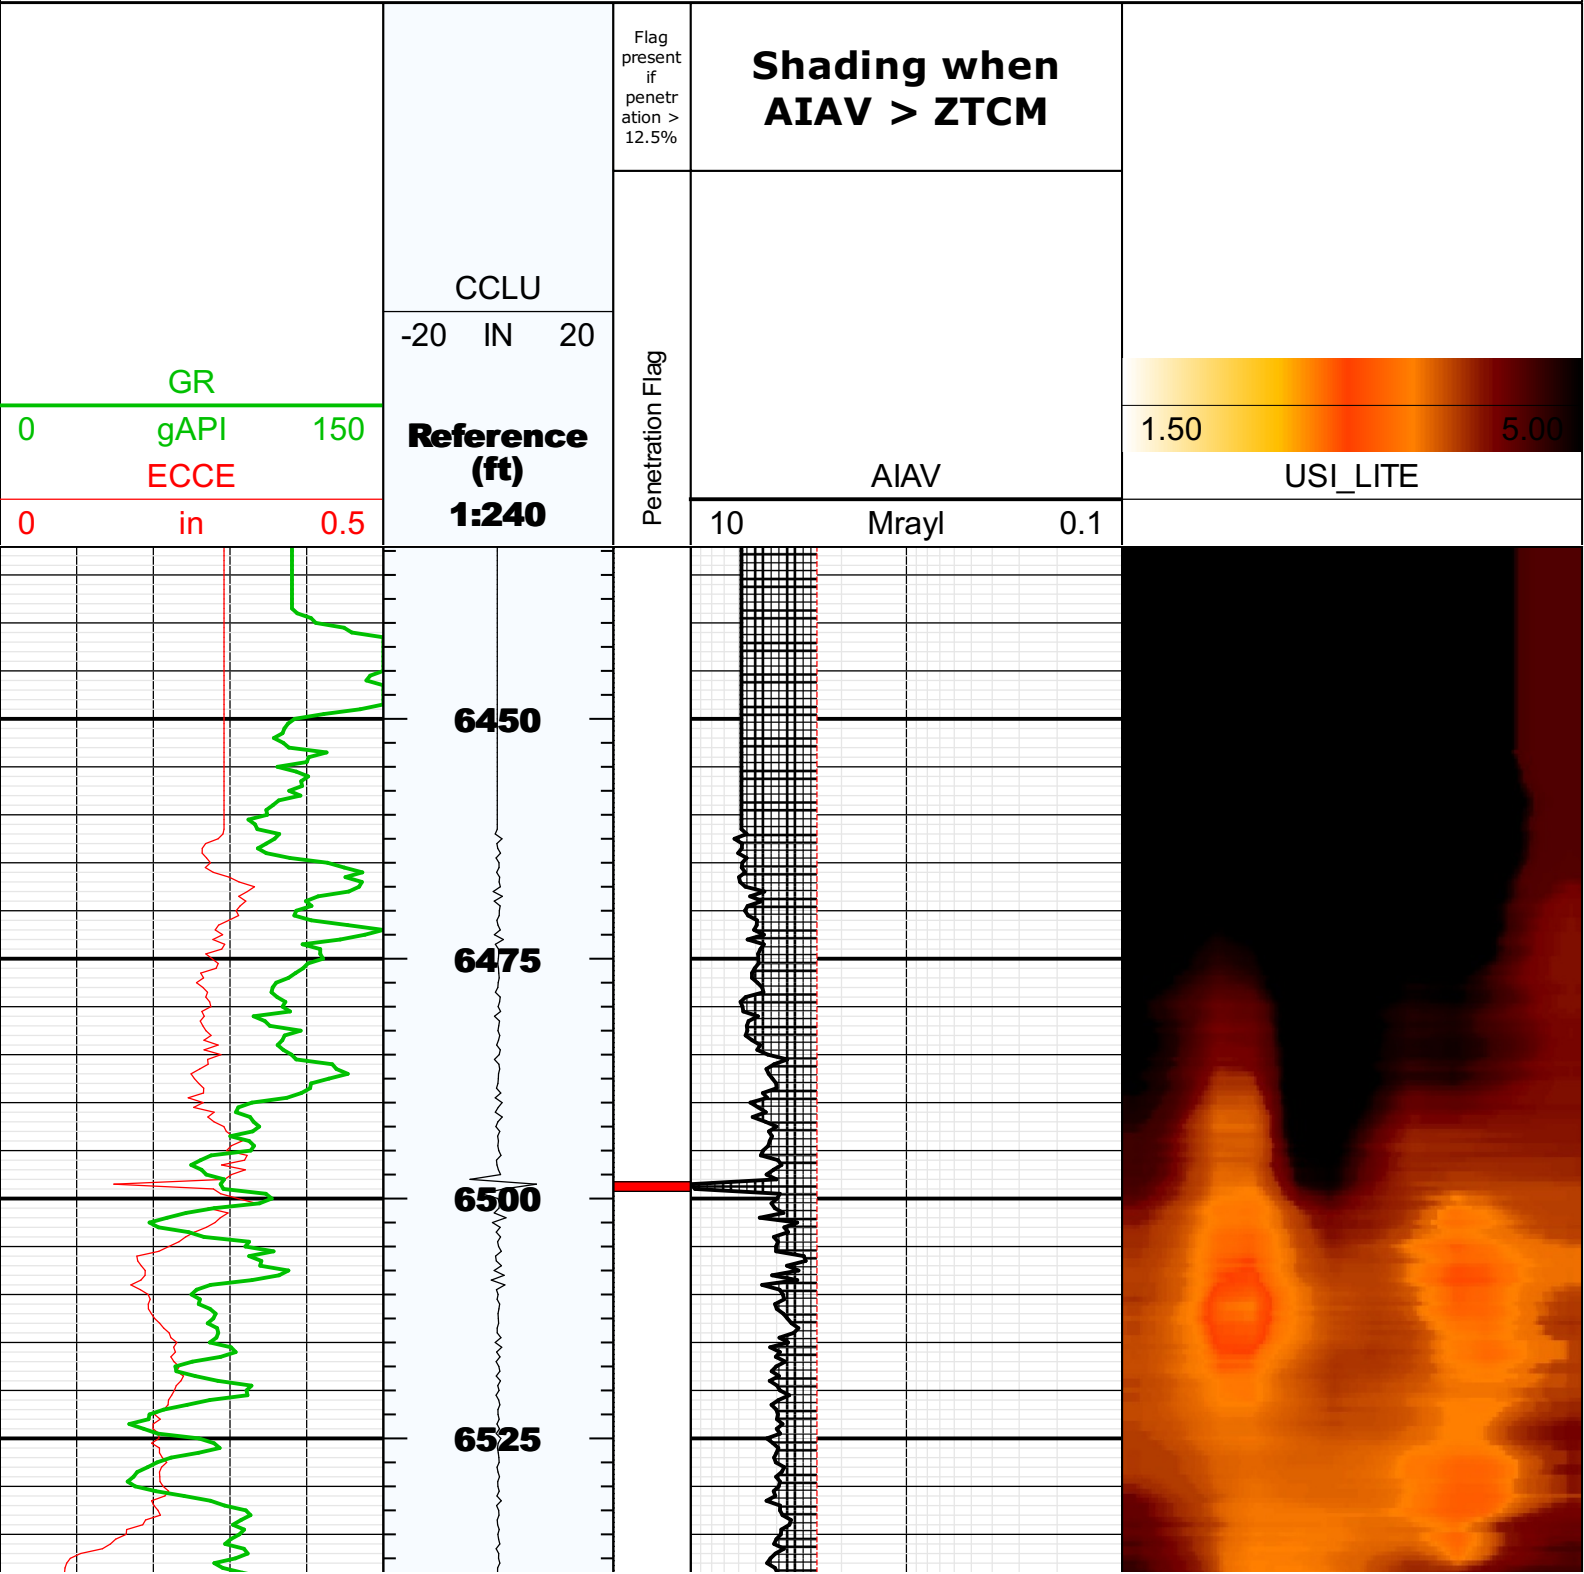 GR
0 gAPI 150
ECCE
0 in 0.5
CCLU
-20 IN 20
Reference
(ft)
1:240
Flag
present
if
penetr
ation >
12.5%
Penetration Flag
Shading when
AIAV > ZTCM
AIAV
10 Mrayl 0.1
1.50 5.00
USI_LITE
6450
6475
6500
6525